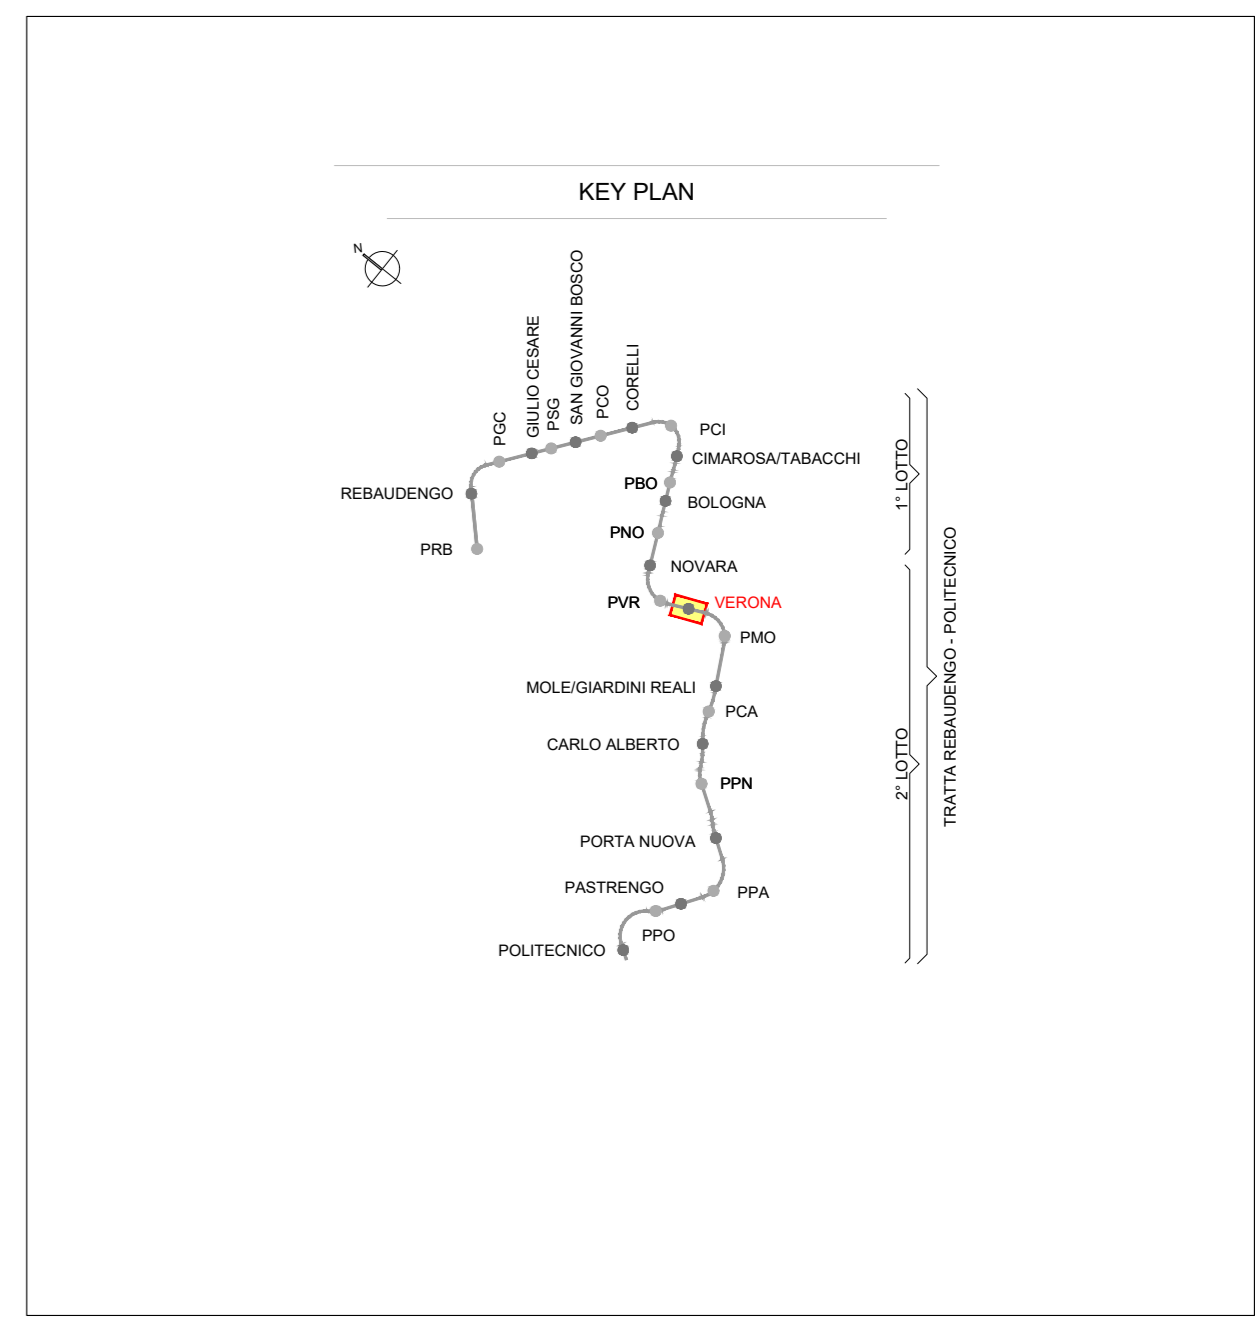 KEY PLAN
N
PGC
GIULIO CESARE
PSG
SAN GIOVANNI BOSCO
PCO
CORELLI
PCI
CIMAROSA/TABACCHI
REBAUDENGO
PBO
BOLOGNA
PRB
PNO
NOVARA
PVR
VERONA
PMO
MOLE/GIARDINI REALI
PCA
CARLO ALBERTO
PPN
PORTA NUOVA
PASTRENGO
PPA
PPO
POLITECNICO
1° LOTTO
2° LOTTO
TRATTA REBAUDENGO - POLITECNICO